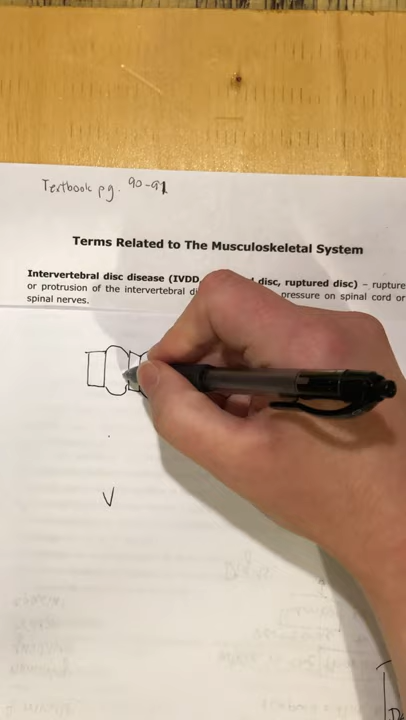 Textbook pg. 90-91
Terms Related to The Musculoskeletal System
Intervertebral disc disease (IVDD, disc, ruptured disc) – rupture
or protrusion of the intervertebral pressure on spinal cord or
spinal nerves.
V